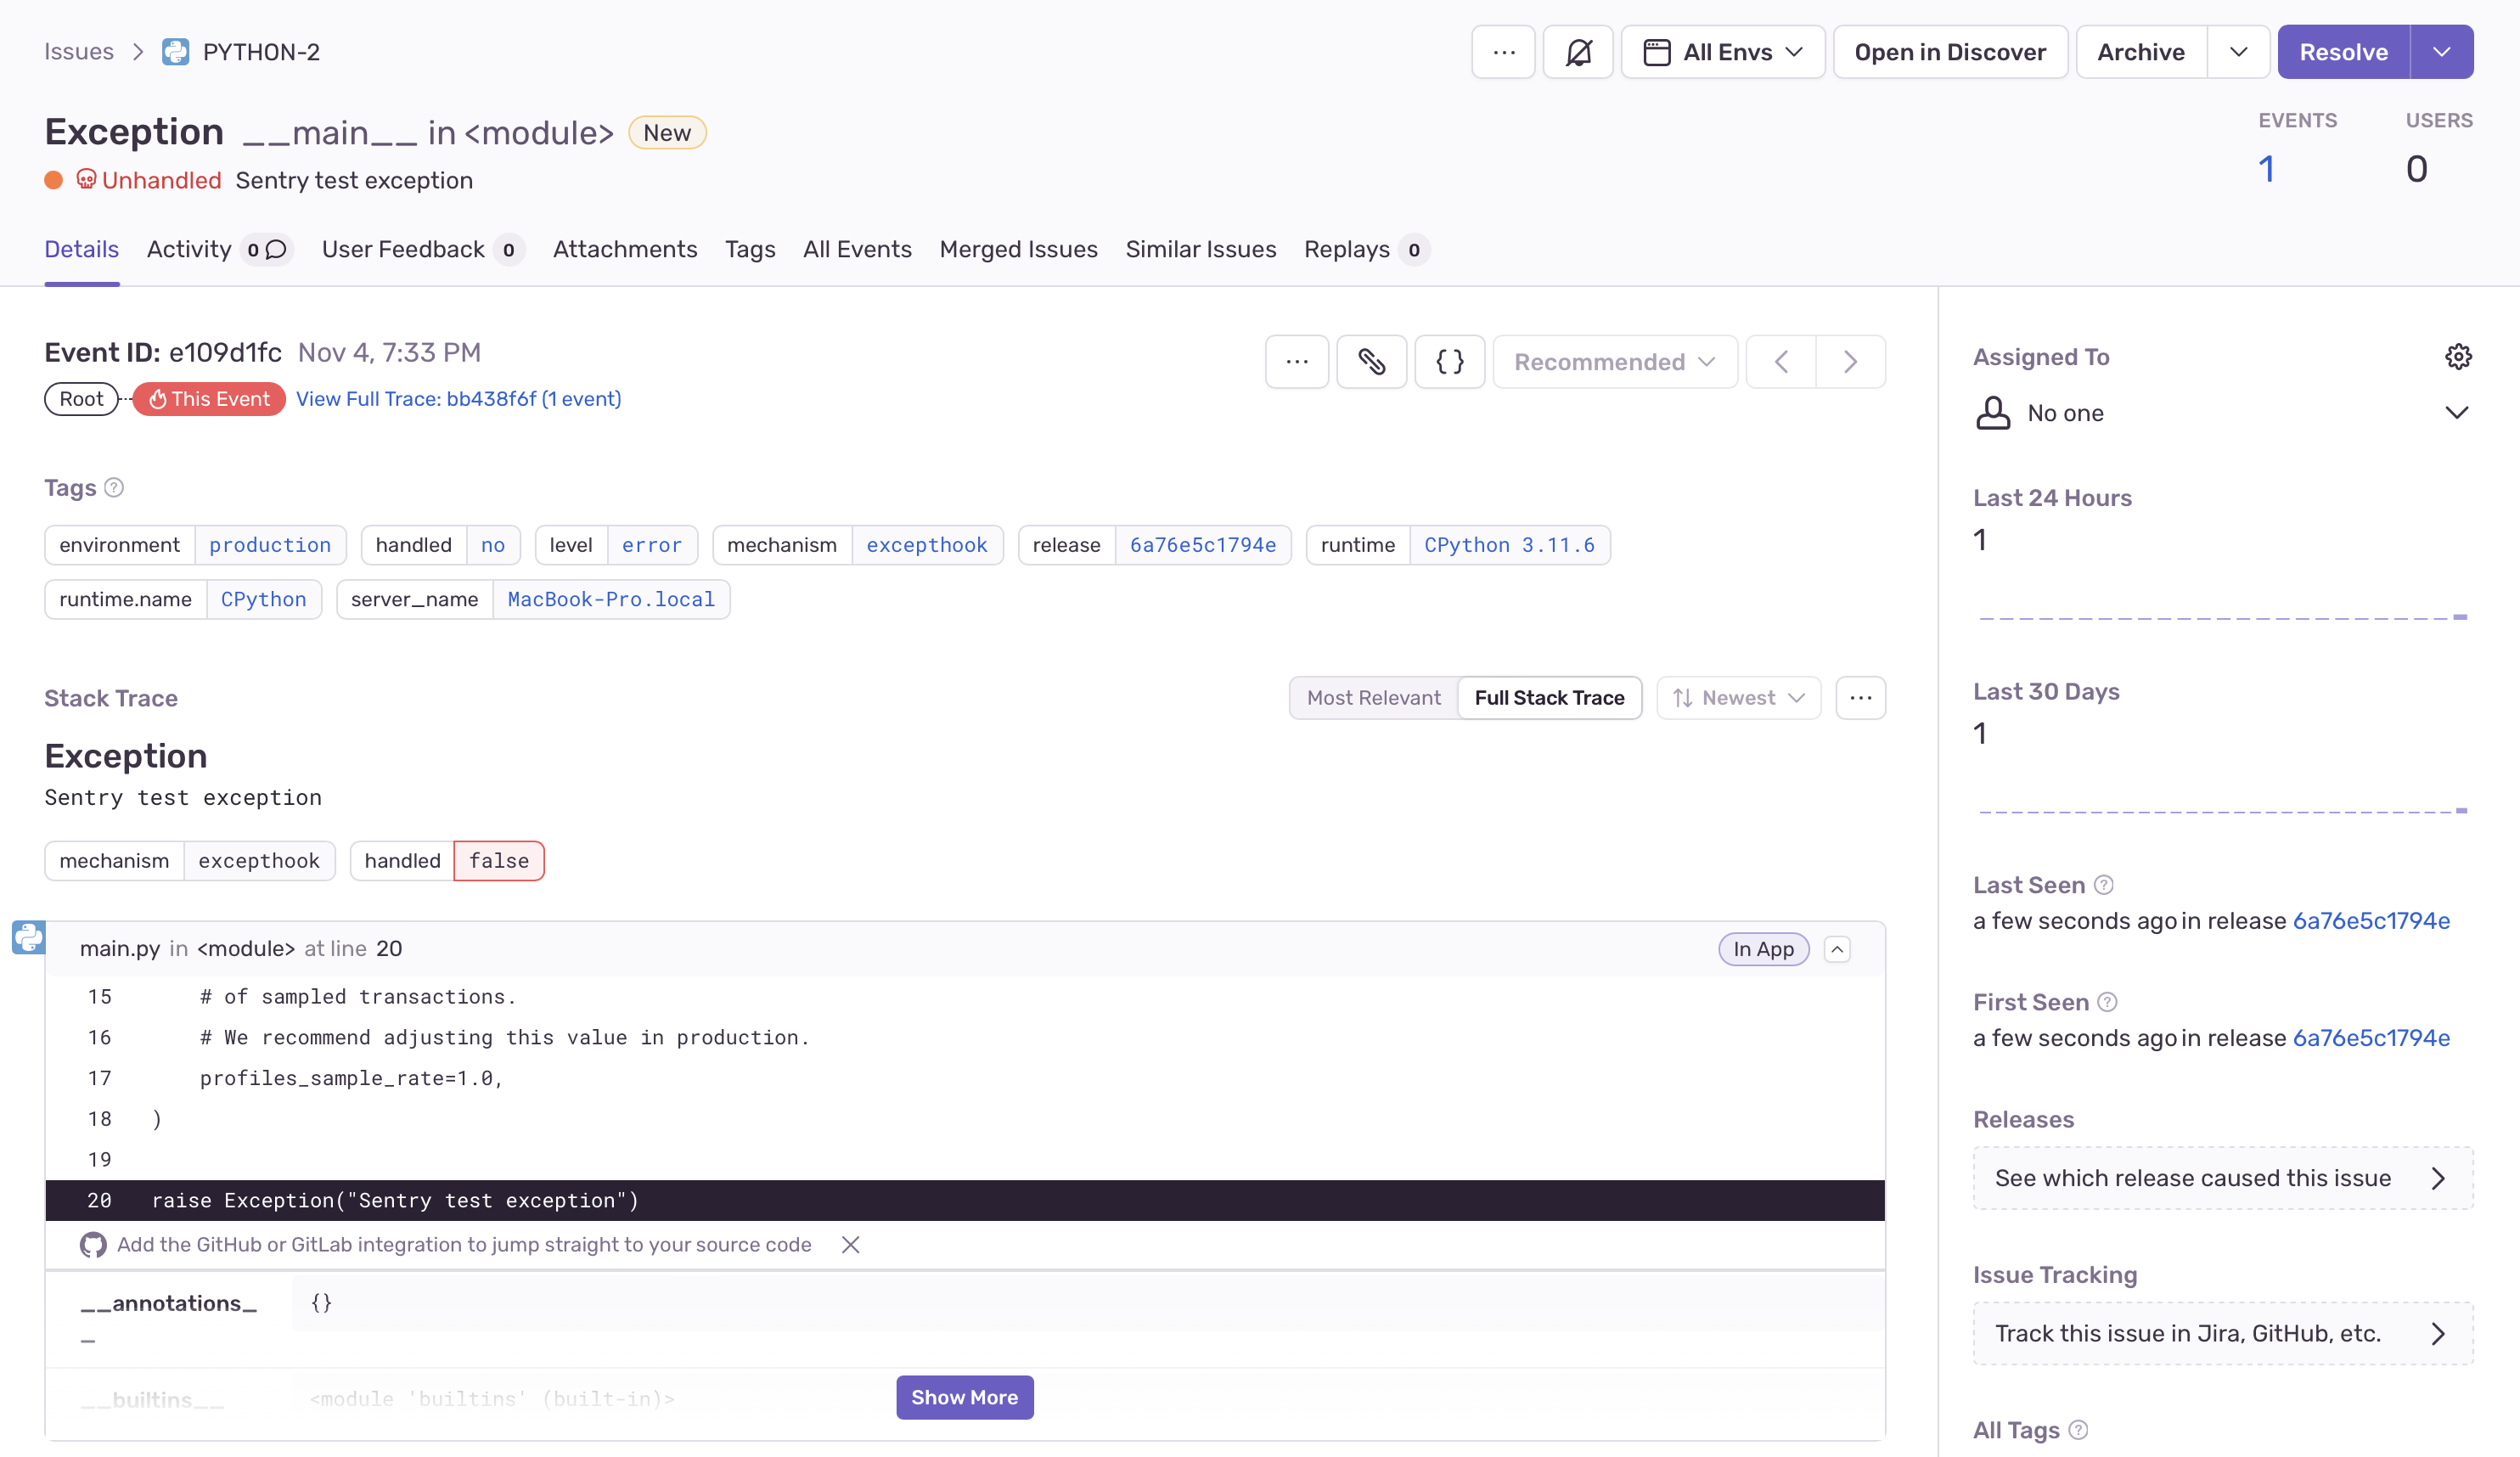 Issues > PYTHON-2
... All Envs Open in Discover Archive Resolve
Exception __main__ in <module> New
Unhandled Sentry test exception
EVENTS USERS
1 0
Details Activity 0 User Feedback 0 Attachments Tags All Events Merged Issues Similar Issues Replays 0
Event ID: e109d1fc Nov 4, 7:33 PM
... {} Recommended
Root This Event View Full Trace: bb438f6f (1 event)
Tags ?
environment production handled no level error mechanism excepthook release 6a76e5c1794e runtime CPython 3.11.6
runtime.name CPython server_name MacBook-Pro.local
Stack Trace
Most Relevant Full Stack Trace Newest ...
Exception
Sentry test exception
mechanism excepthook handled false
main.py in <module> at line 20
In App
15 # of sampled transactions.
16 # We recommend adjusting this value in production.
17 profiles_sample_rate=1.0,
18 )
19
20 raise Exception("Sentry test exception")
Add the GitHub or GitLab integration to jump straight to your source code
__annotations_ {}
_
__builtins__ <module 'builtins' (built-in)>
Show More
Assigned To
No one
Last 24 Hours
1
Last 30 Days
1
Last Seen ?
a few seconds ago in release 6a76e5c1794e
First Seen ?
a few seconds ago in release 6a76e5c1794e
Releases
See which release caused this issue
Issue Tracking
Track this issue in Jira, GitHub, etc.
All Tags ?